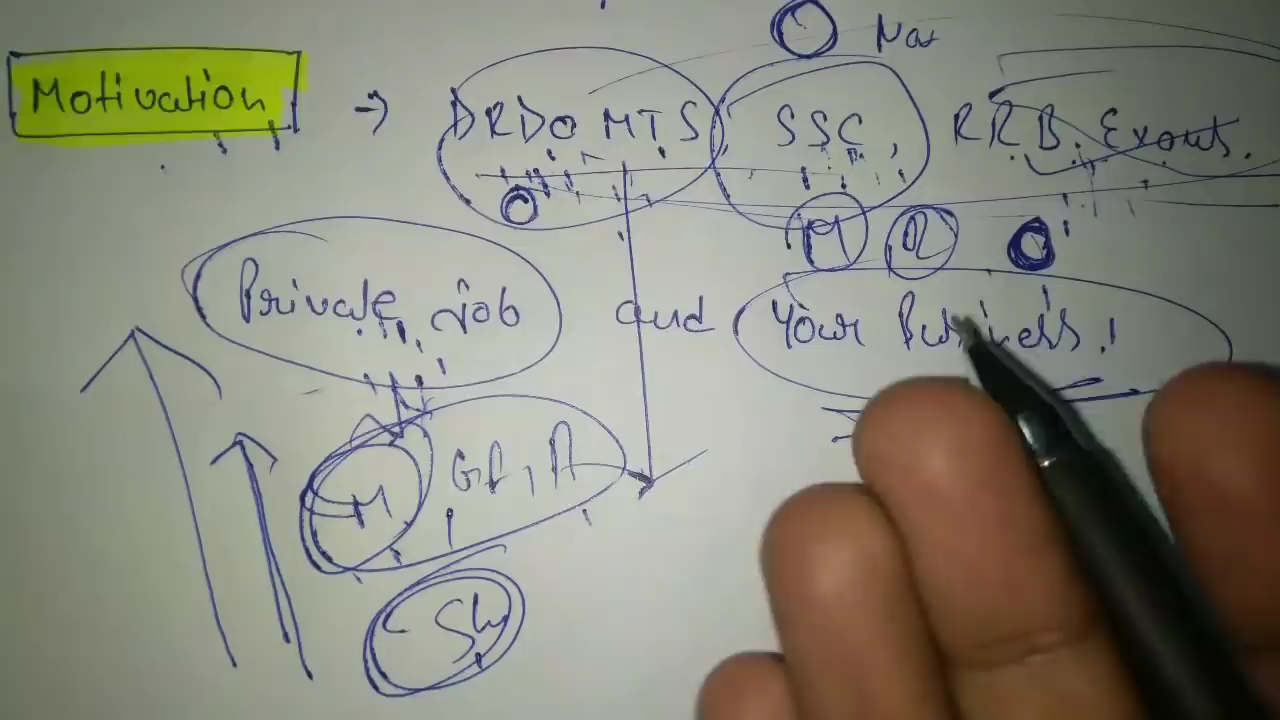 Motivation → DRDO MTS SSC, RRB. Exams.
M R
Private job and Your Business!
M